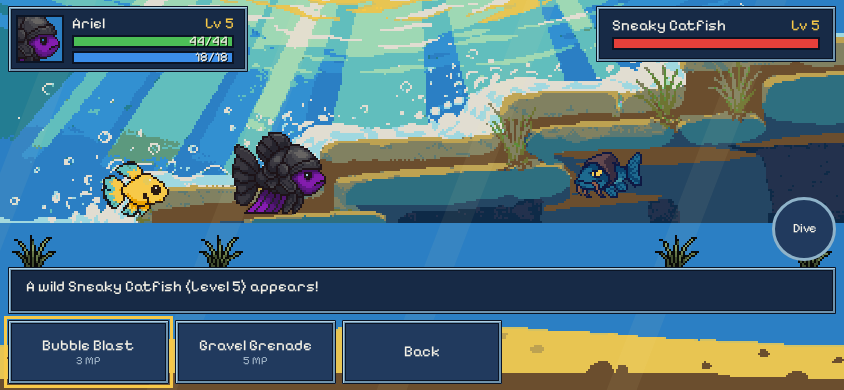 Ariel Lv 5
44/44
18/18
Sneaky Catfish Lv 5
Dive
A wild Sneaky Catfish (Level 5) appears!
Bubble Blast
3 MP
Gravel Grenade
5 MP
Back